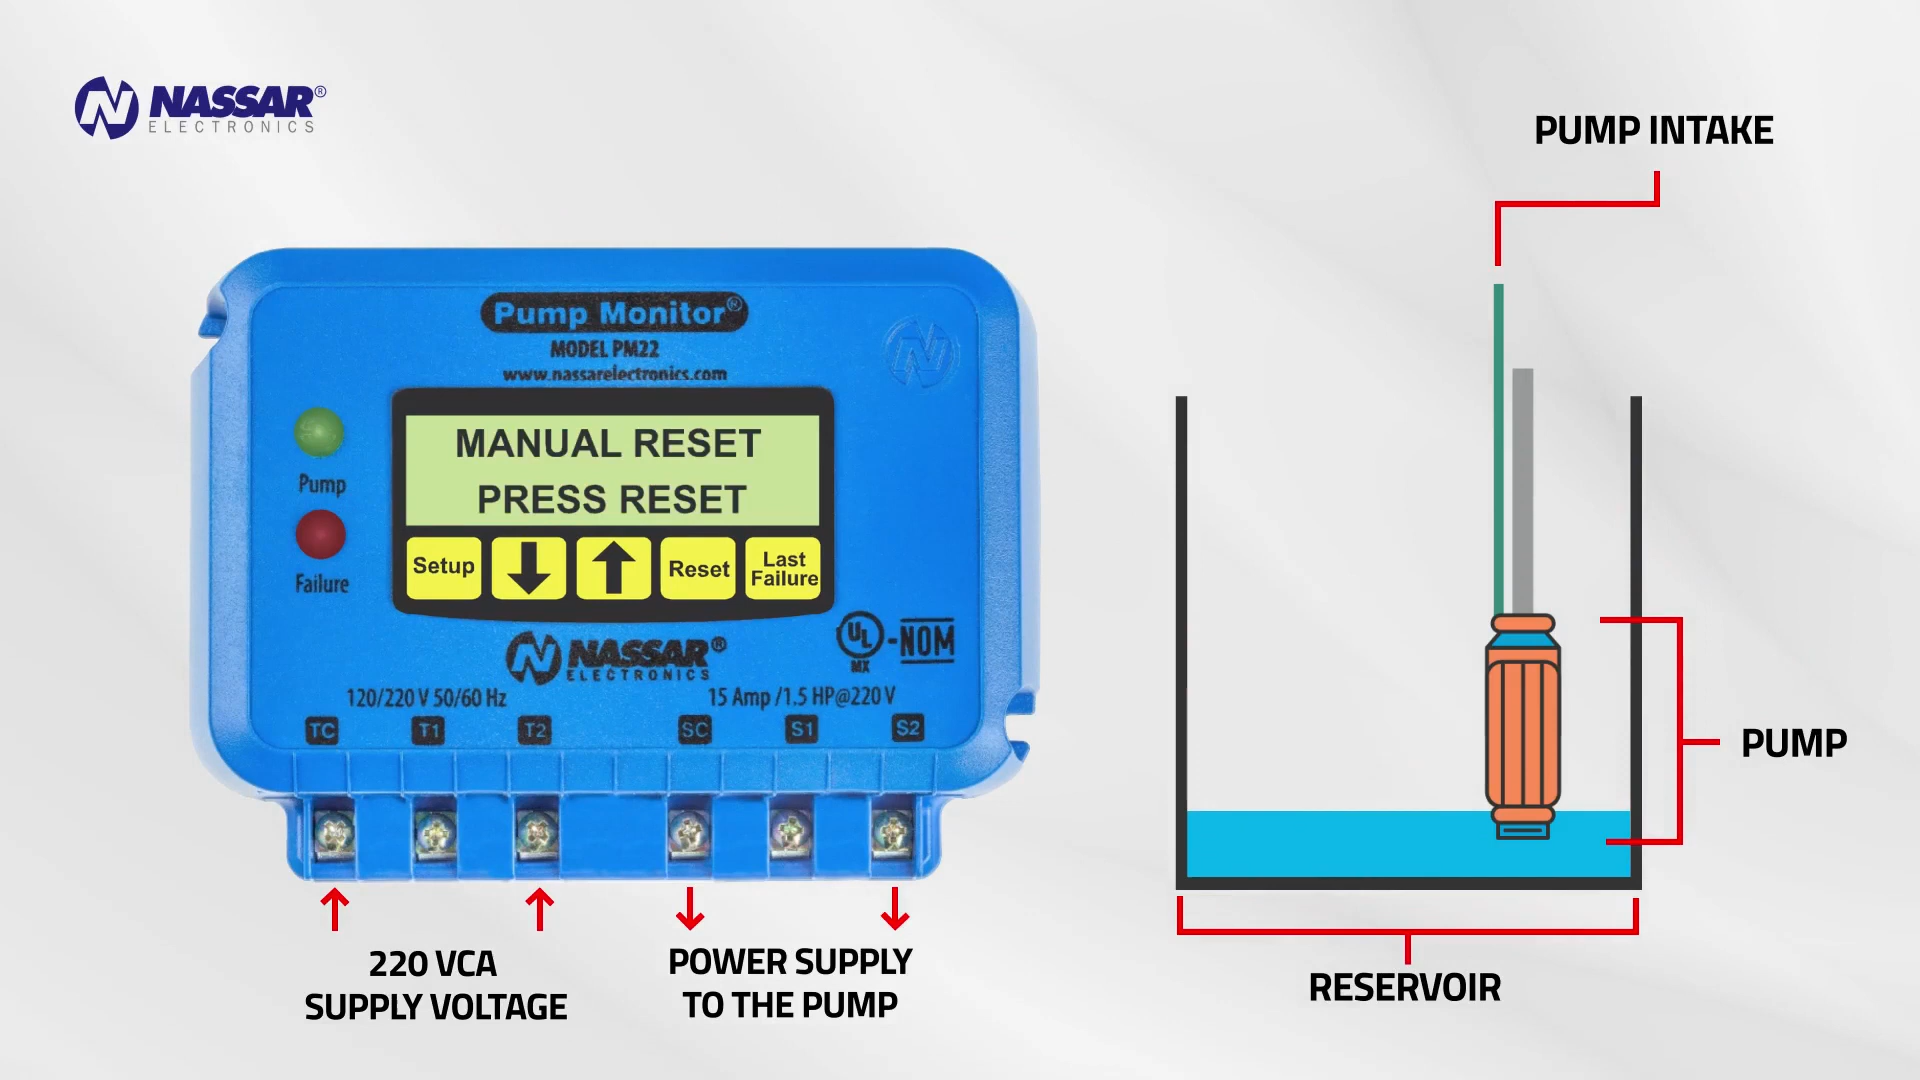 NASSAR®
ELECTRONICS
PUMP INTAKE
Pump Monitor®
MODEL PM22
www.nassarelectronics.com
MANUAL RESET
PRESS RESET
Pump
Failure
Setup
Reset
Last
Failure
NASSAR®
ELECTRONICS
UL
MX
-NOM
120/220 V 50/60 Hz
15 Amp /1.5 HP@220 V
TC T1 T2 SC S1 S2
PUMP
220 VCA
SUPPLY VOLTAGE
POWER SUPPLY
TO THE PUMP
RESERVOIR